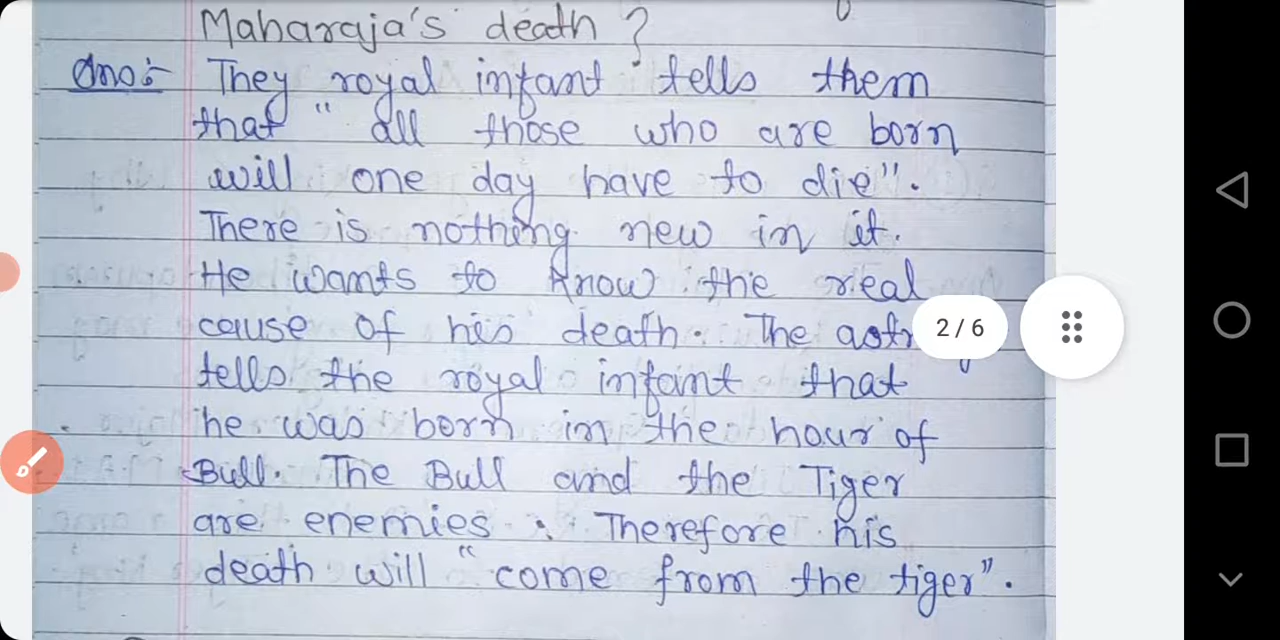 Maharaja's death ?
Ans:- They royal infant tells them
that " all those who are born
will one day have to die".
There is nothing new in it.
He wants to know the real
cause of his death. The
tells the royal infant that
he was born in the hour of
Bull. The Bull and the Tiger
are enemies. Therefore his
death will "come from the tiger".
2/6